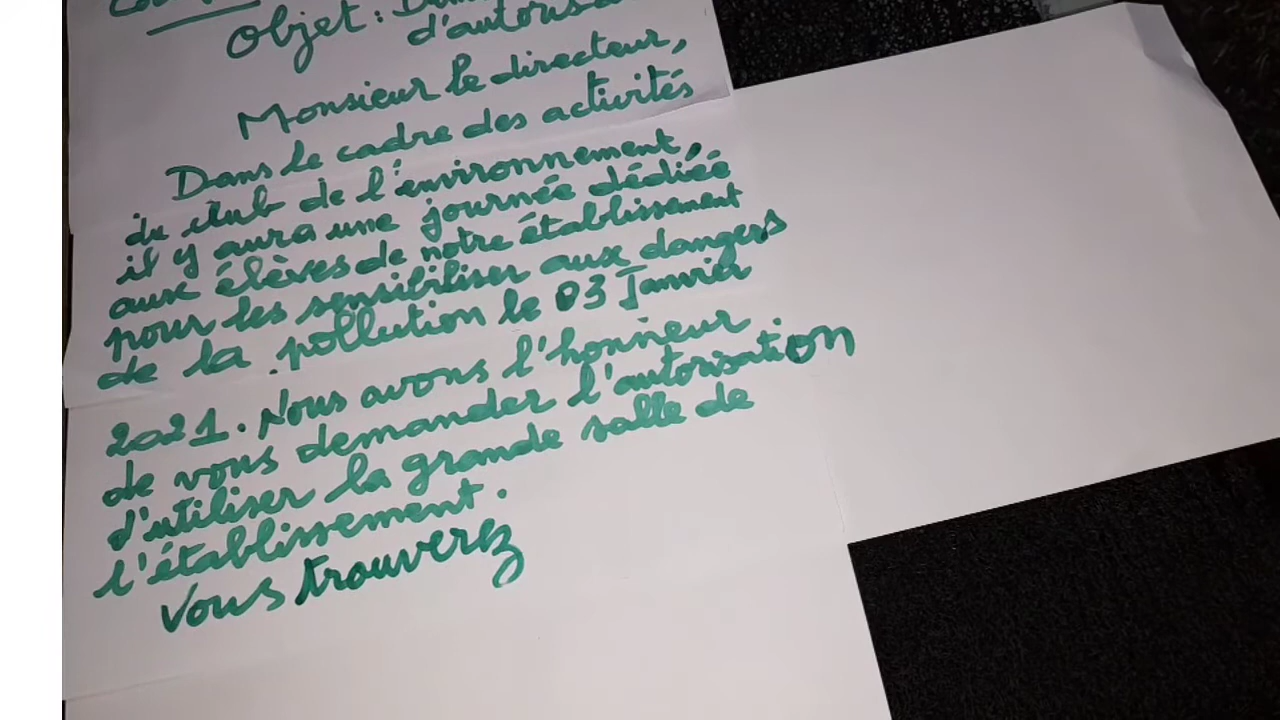 Objet :
d'autoris
Monsieur le directeur,
Dans le cadre des activités
du club de l'environnement,
il y aura une journée dédiée
aux élèves de notre établissement
pour les sensibiliser aux dangers
de la pollution le 03 Janvier
2021. Nous avons l'honneur
de vous demander l'autorisation
d'utiliser la grande salle de
l'établissement.
Vous trouverez